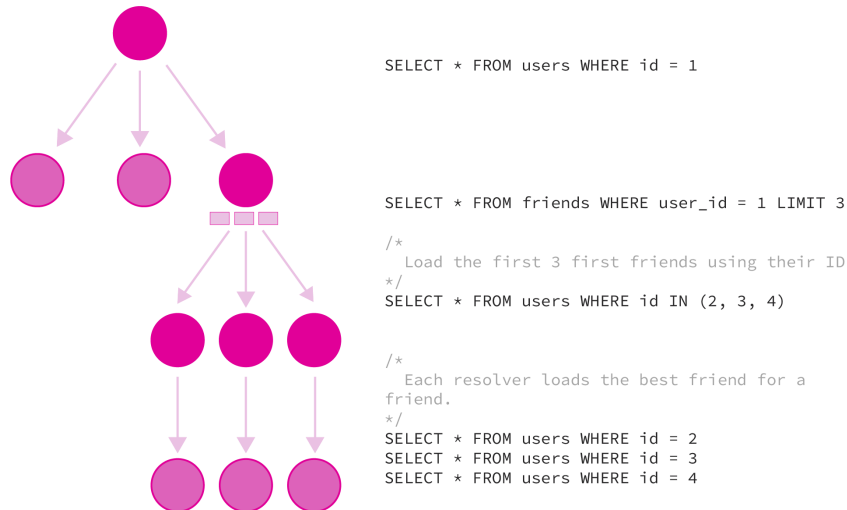 SELECT * FROM users WHERE id = 1
SELECT * FROM friends WHERE user_id = 1 LIMIT 3
/*
Load the first 3 first friends using their ID
*/
SELECT * FROM users WHERE id IN (2, 3, 4)
/*
Each resolver loads the best friend for a
friend.
*/
SELECT * FROM users WHERE id = 2
SELECT * FROM users WHERE id = 3
SELECT * FROM users WHERE id = 4